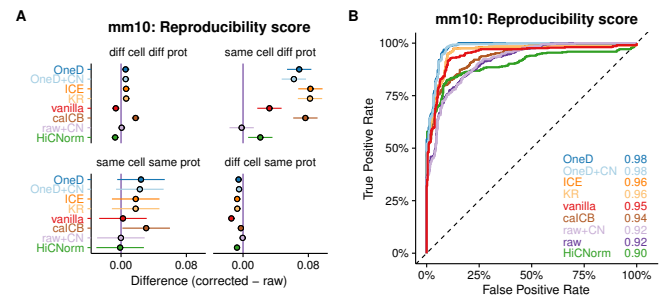 A
mm10: Reproducibility score
diff cell diff prot
same cell diff prot
OneD
OneD+CN
ICE
KR
vanilla
caICB
raw+CN
HiCNorm
same cell same prot
diff cell same prot
OneD
OneD+CN
ICE
KR
vanilla
caICB
raw+CN
HiCNorm
0.00 0.08 0.00 0.08
Difference (corrected − raw)
B
mm10: Reproducibility score
True Positive Rate
100%
75%
50%
25%
0%
OneD 0.98
OneD+CN 0.98
ICE 0.96
KR 0.96
vanilla 0.95
caICB 0.94
raw+CN 0.92
raw 0.92
HiCNorm 0.90
0% 25% 50% 75% 100%
False Positive Rate